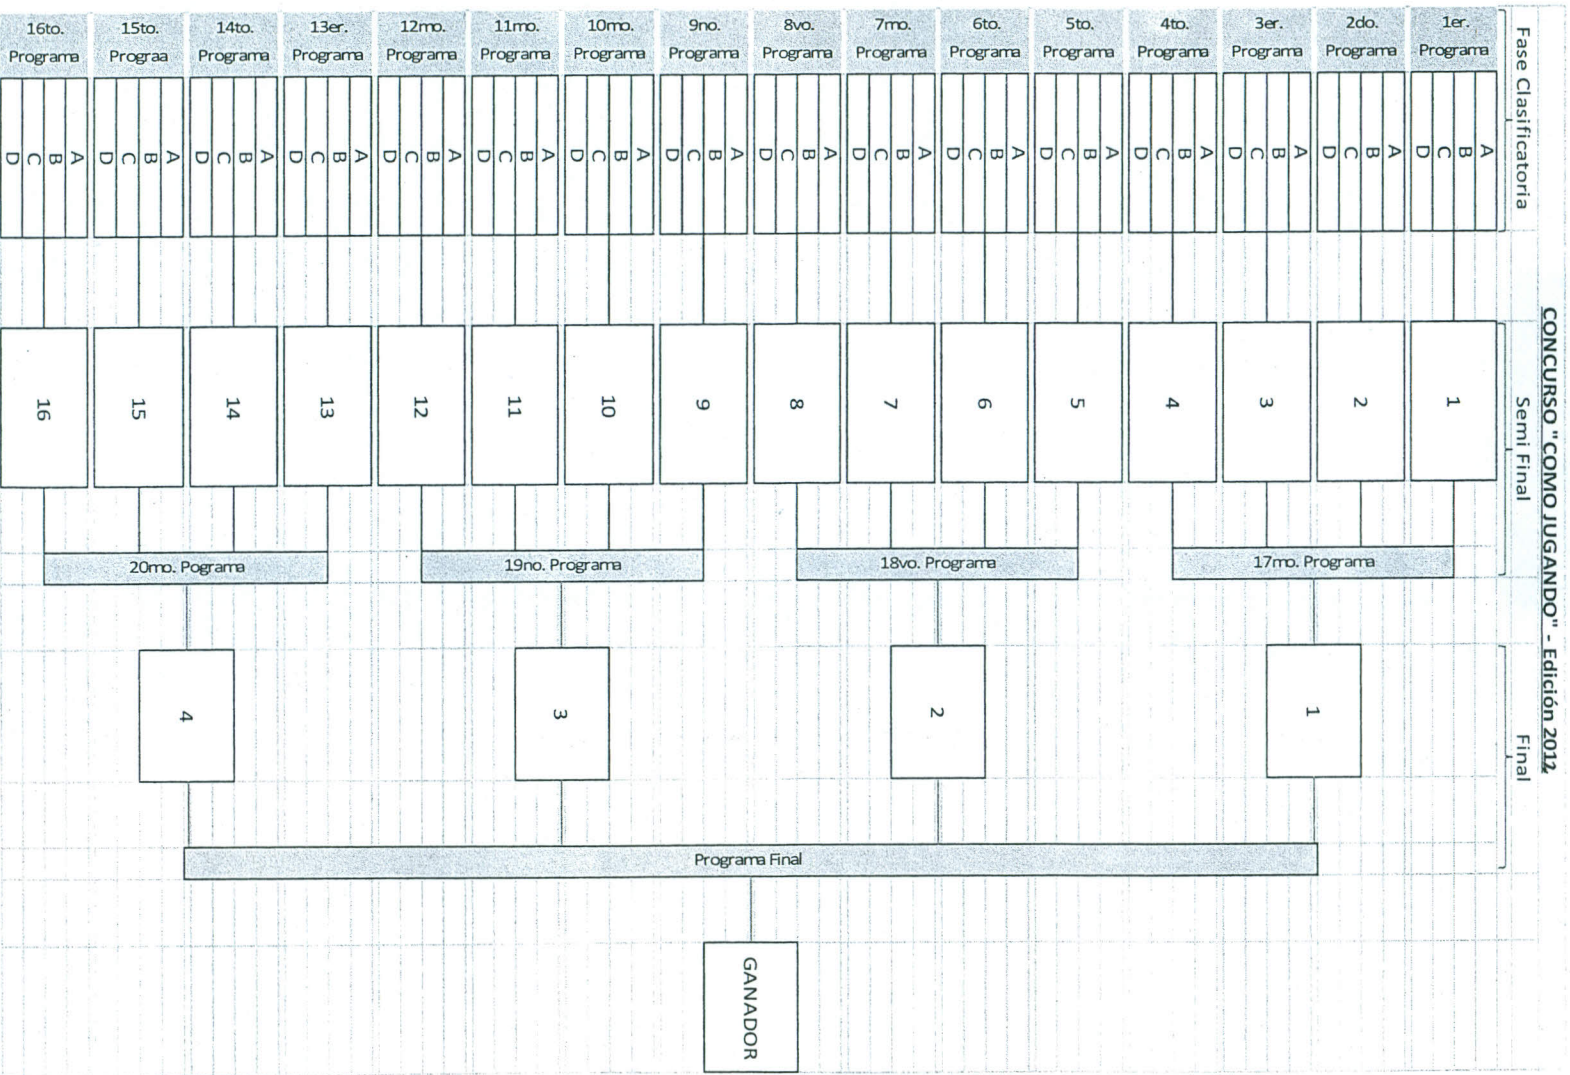 CONCURSO "COMO JUGANDO" - Edición 2012
Fase Clasificatoria
Semi Final
Final
1er.
Programa
A
B
C
D
2do.
Programa
A
B
C
D
3er.
Programa
A
B
C
D
4to.
Programa
A
B
C
D
5to.
Programa
A
B
C
D
6to.
Programa
A
B
C
D
7mo.
Programa
A
B
C
D
8vo.
Programa
A
B
C
D
9no.
Programa
A
B
C
D
10mo.
Programa
A
B
C
D
11mo.
Programa
A
B
C
D
12mo.
Programa
A
B
C
D
13er.
Programa
A
B
C
D
14to.
Programa
A
B
C
D
15to.
Prograa
A
B
C
D
16to.
Programa
A
B
C
D
1
2
3
4
5
6
7
8
9
10
11
12
13
14
15
16
17mo. Programa
18vo. Programa
19no. Programa
20mo. Pograma
1
2
3
4
Programa Final
GANADOR